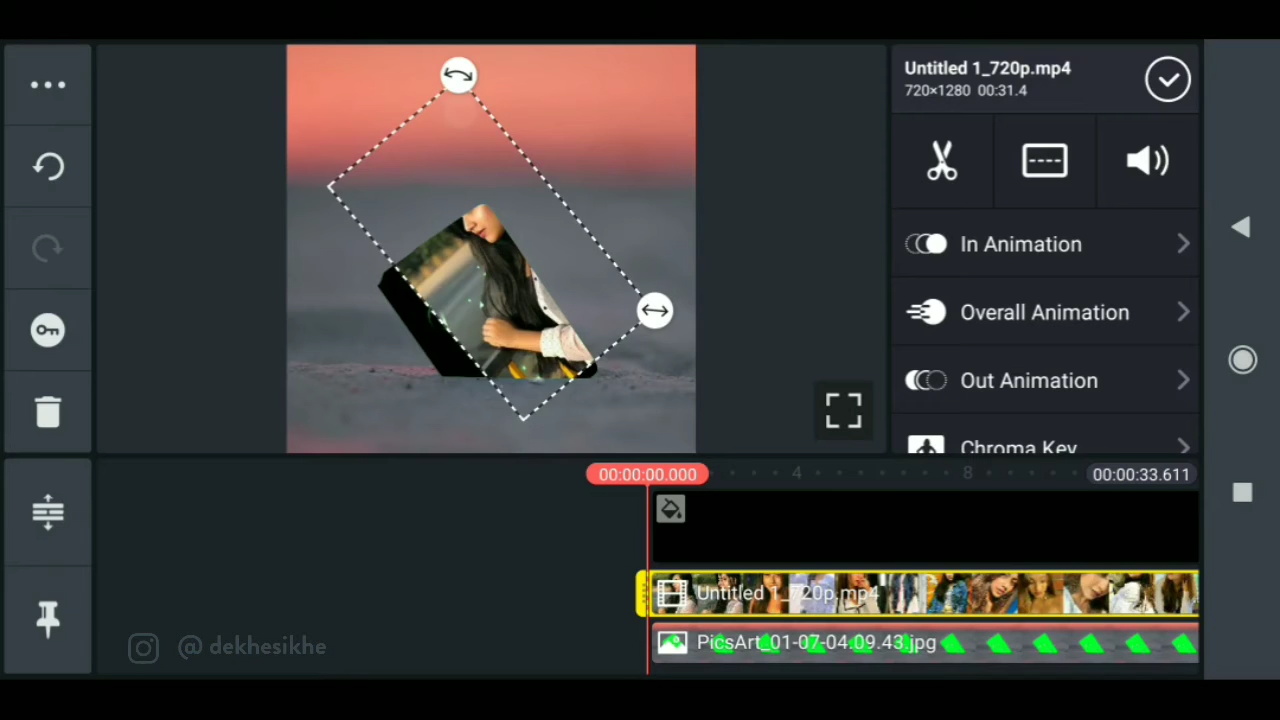 Untitled 1_720p.mp4
720×1280 00:31.4
In Animation
Overall Animation
Out Animation
Chroma Key
00:00:00.000
4
8
00:00:33.611
Untitled 1_720p.mp4
PicsArt_01-07-04.09.43.jpg
@ dekhesikhe